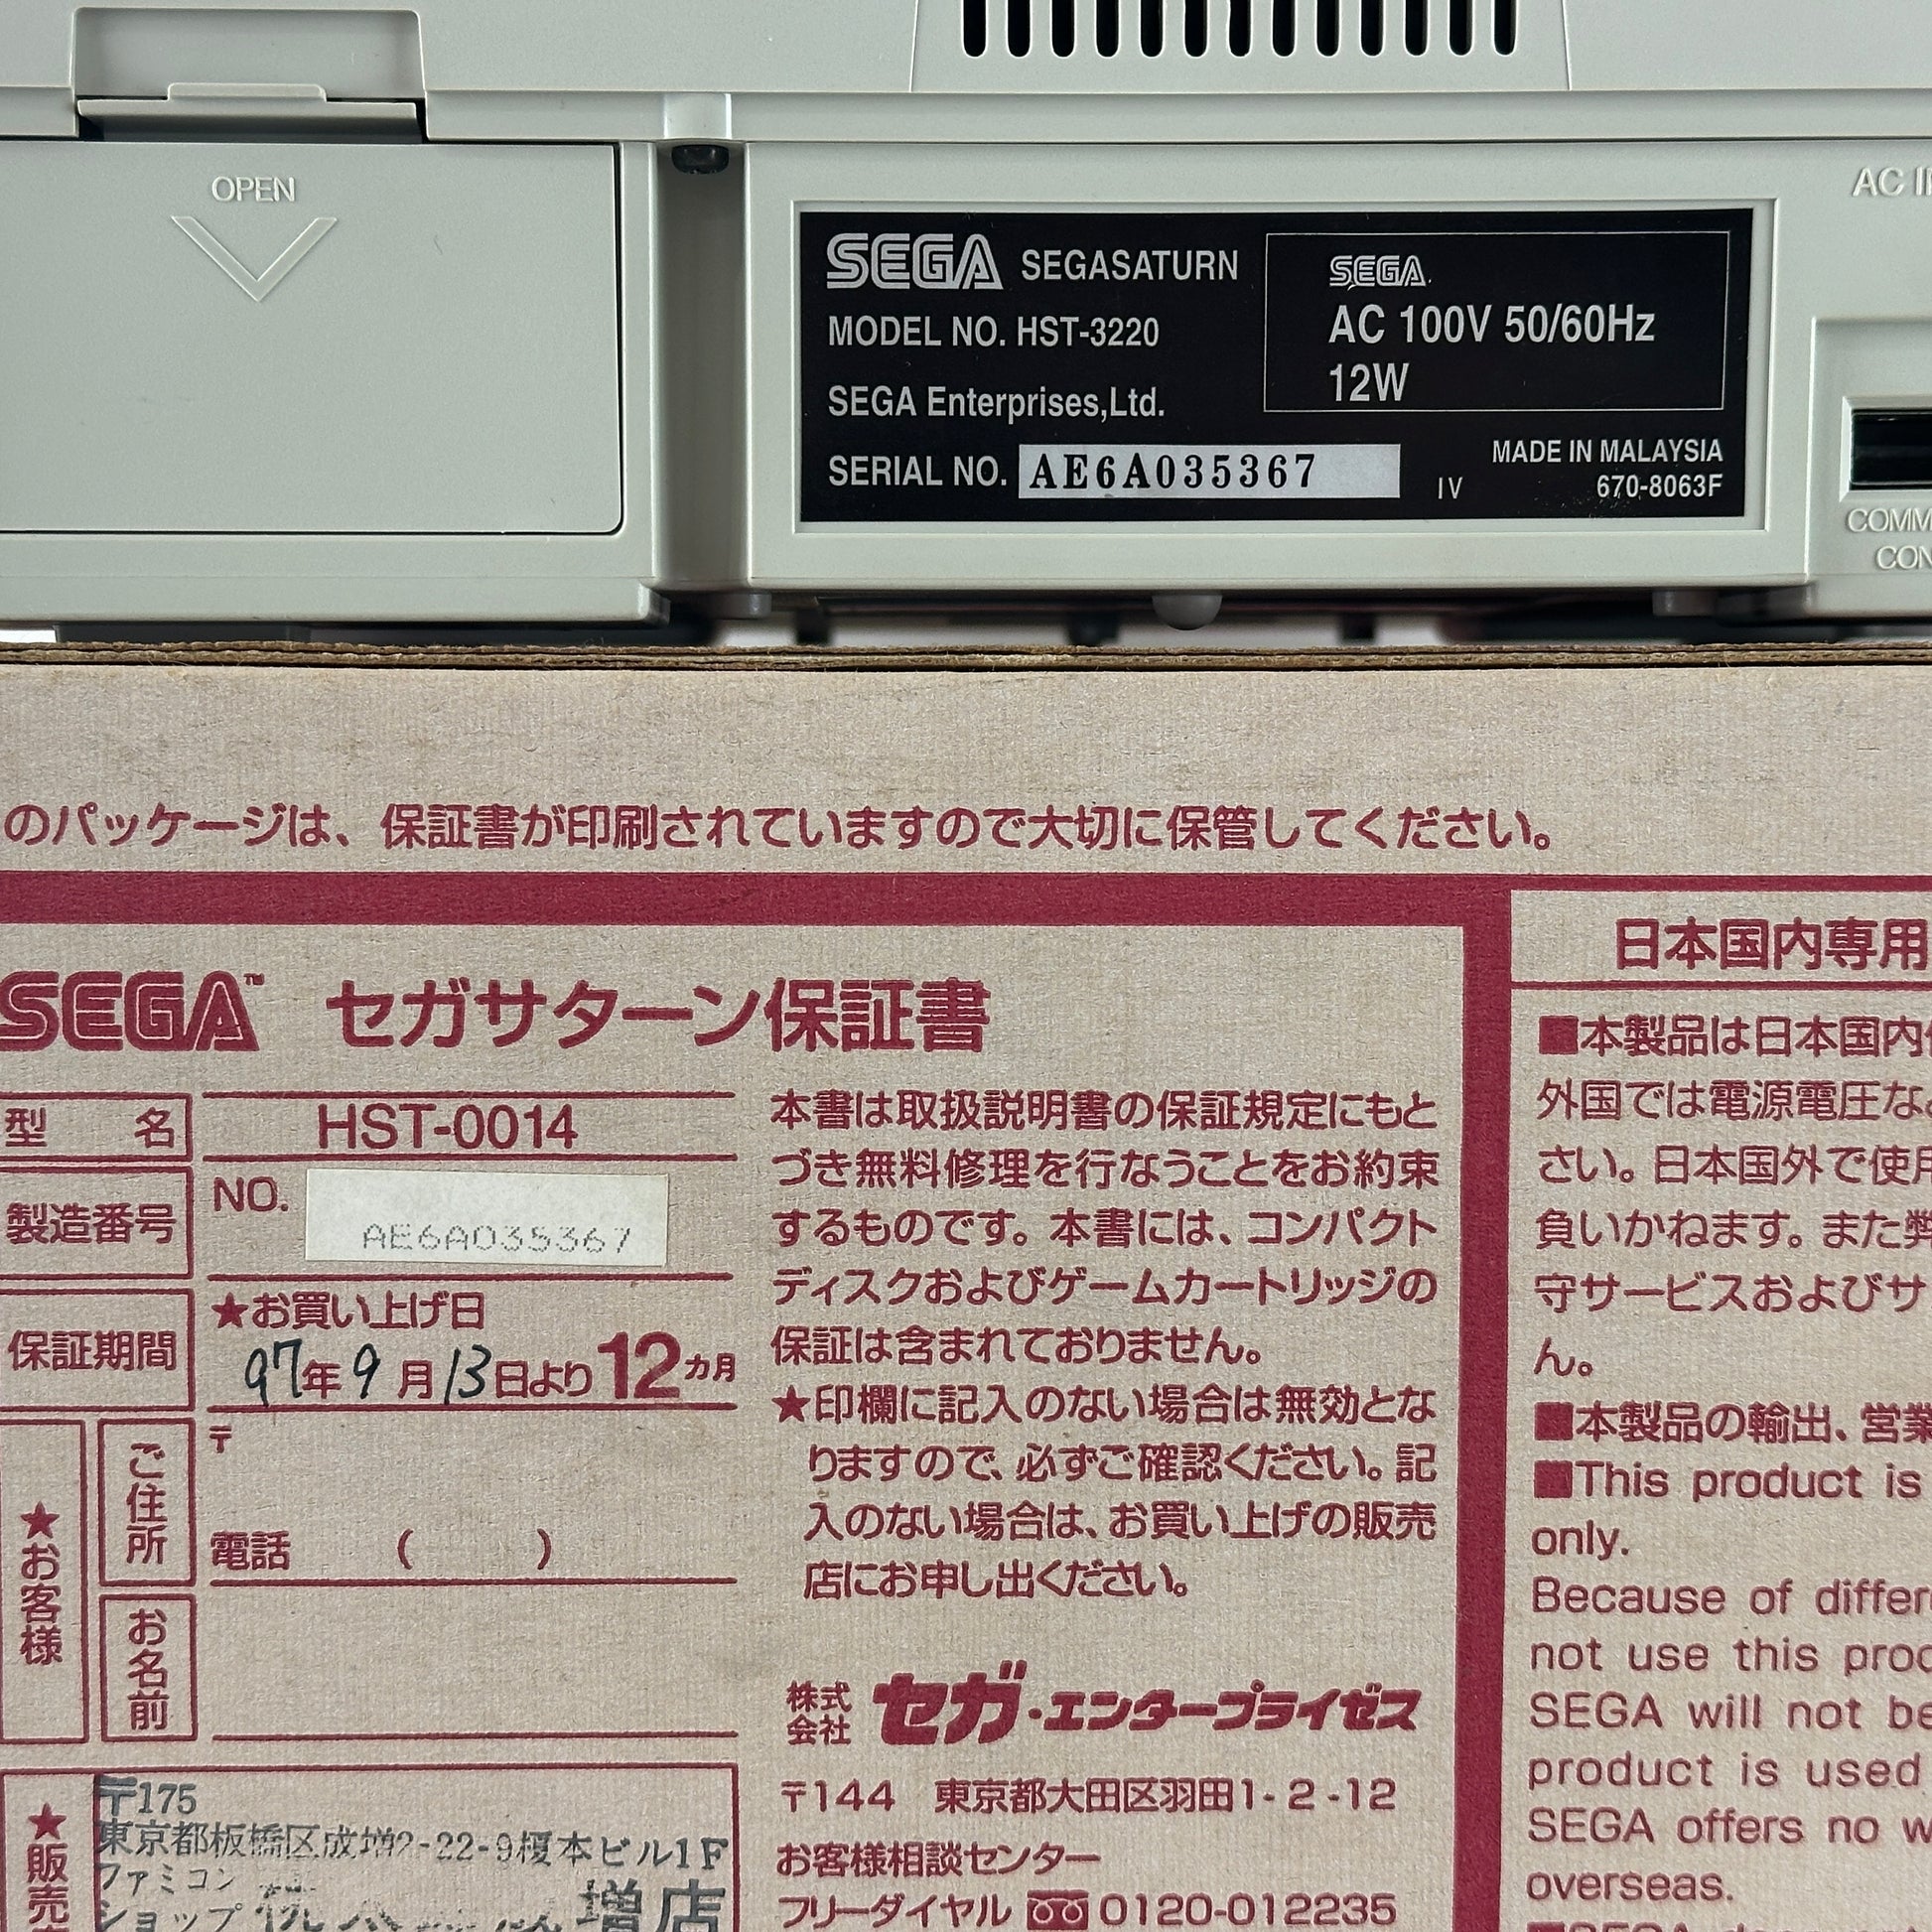 OPEN
AC I
SEGA SEGASATURN
MODEL NO. HST-3220
SEGA Enterprises,Ltd.
SERIAL NO. AE6A035367
SEGA
AC 100V 50/60Hz
12W
IV
MADE IN MALAYSIA
670-8063F
COMM
CON
のパッケージは、保証書が印刷されていますので大切に保管してください。
SEGA™ セガサターン保証書
型 名 HST-0014
製造番号 NO. AE6A035367
保証期間 ★お買い上げ日
97年9月13日より12カ月
★お客様
ご住所 〒
電話 ( )
お名前
★販売
〒175
東京都板橋区成増2-22-9榎本ビル1F
ファミコン
ショップ
増店
本書は取扱説明書の保証規定にもと
づき無料修理を行なうことをお約束
するものです。本書には、コンパクト
ディスクおよびゲームカートリッジの
保証は含まれておりません。
★印欄に記入のない場合は無効とな
りますので、必ずご確認ください。記
入のない場合は、お買い上げの販売
店にお申し出ください。
株式会社 セガ・エンタープライゼス
〒144 東京都大田区羽田1-2-12
お客様相談センター
フリーダイヤル 0120-012235
日本国内専用
■本製品は日本国内
外国では電源電圧な
さい。日本国外で使用
負いかねます。また弊
守サービスおよびサ
ん。
■本製品の輸出、営業
■This product is
only.
Because of differ
not use this prod
SEGA will not be
product is used
SEGA offers no w
overseas.